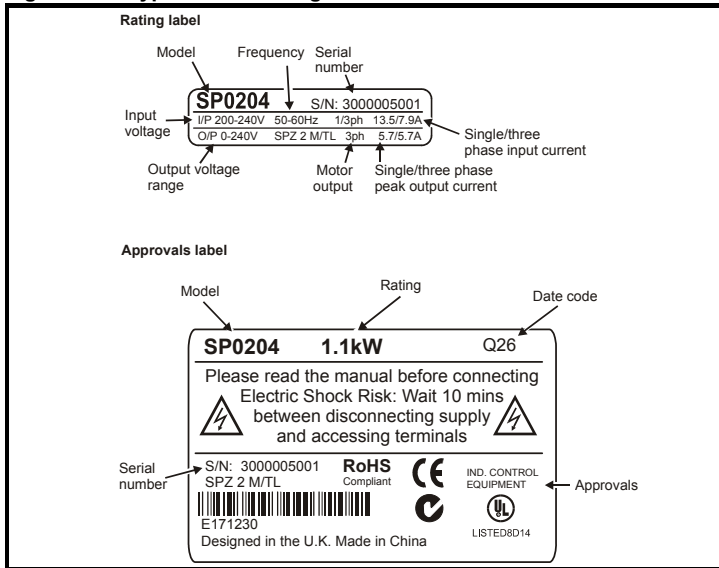 Rating label
Model
Frequency
Serial number
SP0204 S/N: 3000005001
Input voltage
I/P 200-240V 50-60Hz 1/3ph 13.5/7.9A
O/P 0-240V SPZ 2 M/TL 3ph 5.7/5.7A
Single/three phase input current
Output voltage range
Motor output
Single/three phase peak output current
Approvals label
Model
Rating
Date code
SP0204 1.1kW Q26
Please read the manual before connecting
Electric Shock Risk: Wait 10 mins
between disconnecting supply
and accessing terminals
Serial number
S/N: 3000005001
SPZ 2 M/TL
RoHS
Compliant
CE
IND. CONTROL
EQUIPMENT
Approvals
UL
LISTED8D14
E171230
Designed in the U.K. Made in China